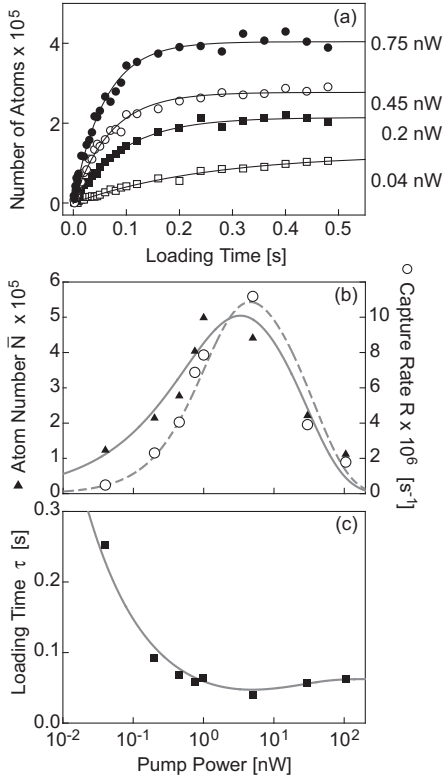 (a)
Number of Atoms x 10⁵
4
2
0
0.75 nW
0.45 nW
0.2 nW
0.04 nW
0.0 0.1 0.2 0.3 0.4 0.5
Loading Time [s]
(b)
▲ Atom Number N̅ x 10⁵
6
5
4
3
2
1
0
10
8
6
4
2
0
○ Capture Rate R x 10⁶ [s⁻¹]
(c)
Loading Time τ [s]
0.3
0.2
0.1
0.0
10⁻² 10⁻¹ 10⁰ 10¹ 10²
Pump Power [nW]